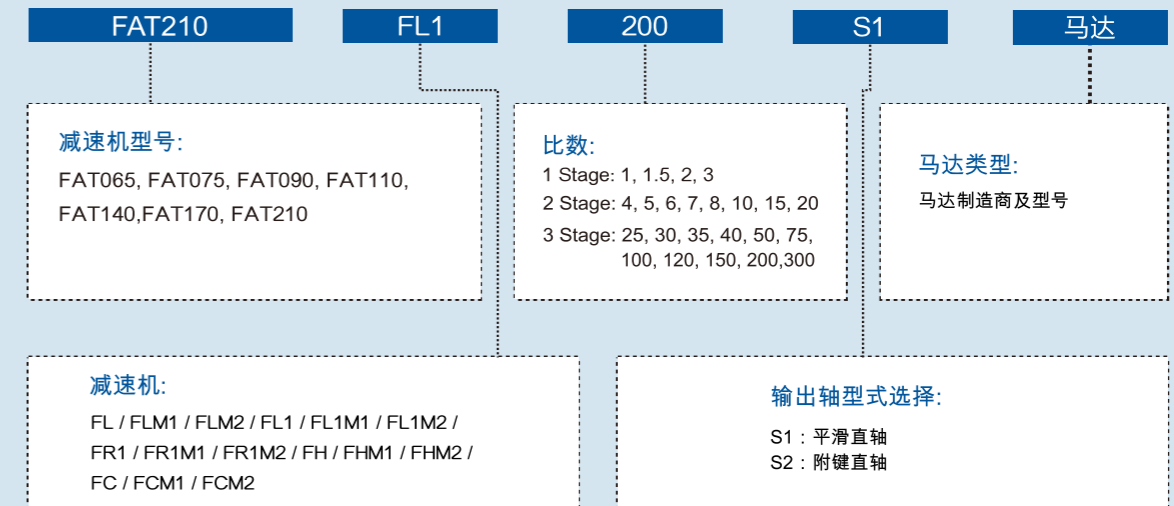 FAT210 FL1 200 S1 马达
减速机型号:
FAT065, FAT075, FAT090, FAT110,
FAT140,FAT170, FAT210
比数:
1 Stage: 1, 1.5, 2, 3
2 Stage: 4, 5, 6, 7, 8, 10, 15, 20
3 Stage: 25, 30, 35, 40, 50, 75,
100, 120, 150, 200,300
马达类型:
马达制造商及型号
减速机:
FL / FLM1 / FLM2 / FL1 / FL1M1 / FL1M2 /
FR1 / FR1M1 / FR1M2 / FH / FHM1 / FHM2 /
FC / FCM1 / FCM2
输出轴型式选择:
S1：平滑直轴
S2：附键直轴